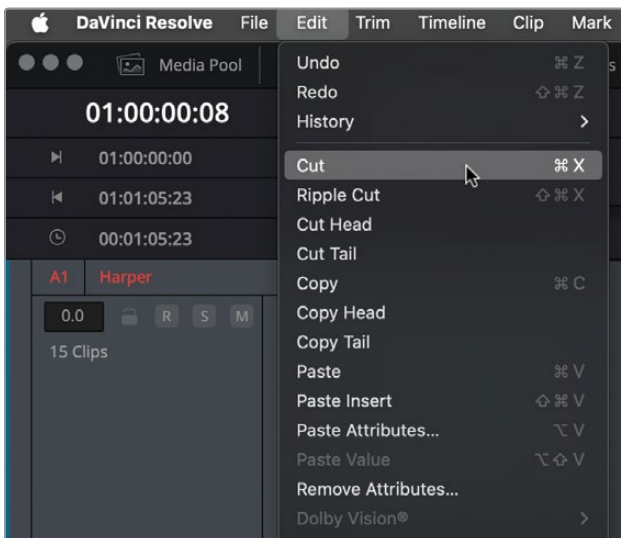 DaVinci Resolve File Edit Trim Timeline Clip Mark
Media Pool
s
01:00:00:08
01:00:00:00
01:01:05:23
00:01:05:23
A1 Harper
0.0 R S M
15 Clips
Undo ⌘ Z
Redo ⇧ ⌘ Z
History >
Cut ⌘ X
Ripple Cut ⇧ ⌘ X
Cut Head
Cut Tail
Copy ⌘ C
Copy Head
Copy Tail
Paste ⌘ V
Paste Insert ⇧ ⌘ V
Paste Attributes... ⌥ V
Paste Value ⌥ ⇧ V
Remove Attributes...
Dolby Vision® >